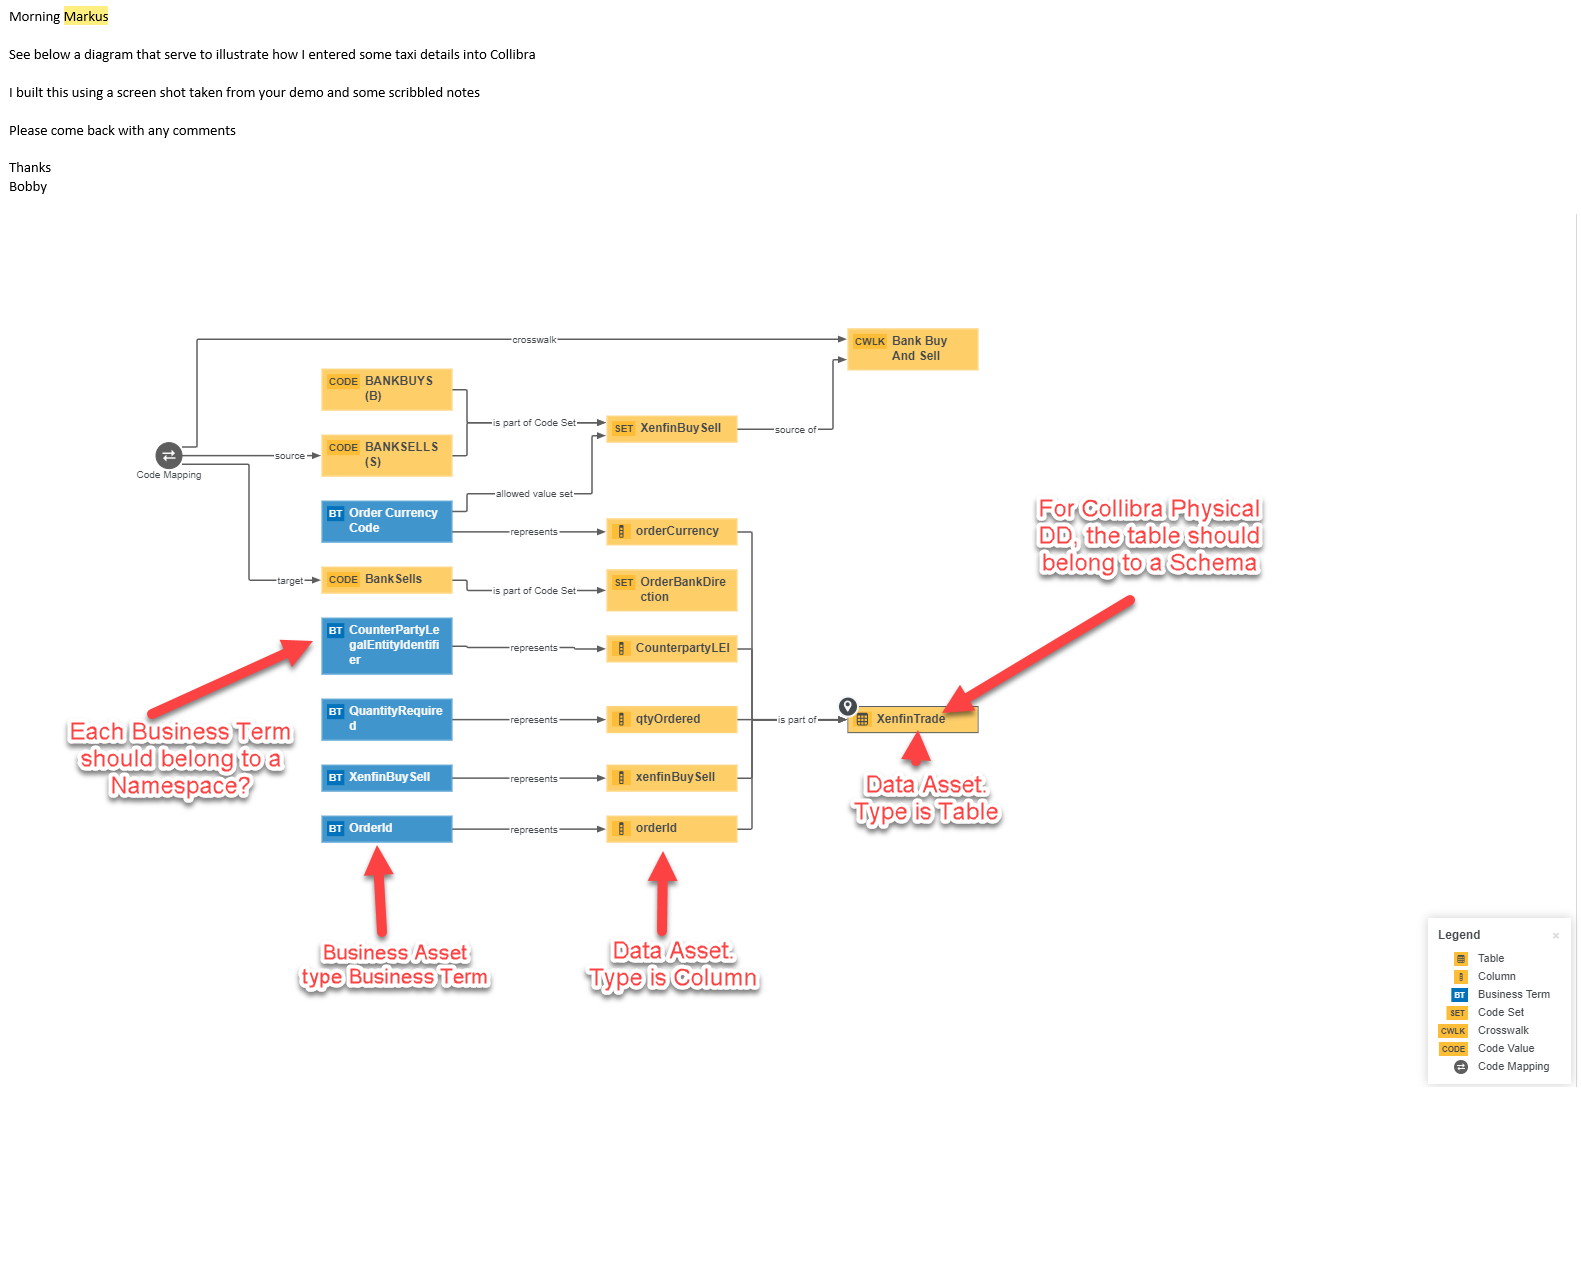 Morning Markus
See below a diagram that serve to illustrate how I entered some taxi details into Collibra
I built this using a screen shot taken from your demo and some scribbled notes
Please come back with any comments
Thanks
Bobby
crosswalk
CWLK Bank Buy
And Sell
CODE BANKBUYS
(B)
is part of Code Set
SET XenfinBuySell
source of
CODE BANKSELLS
(S)
source
Code Mapping
allowed value set
BT Order Currency
Code
represents
orderCurrency
For Collibra Physical
DD, the table should
belong to a Schema
target
CODE BankSells
is part of Code Set
SET OrderBankDire
ction
BT CounterPartyLe
galEntityIdentifi
er
represents
CounterpartyLEI
BT QuantityRequire
d
represents
qtyOrdered
is part of
XenfinTrade
Each Business Term
should belong to a
Namespace?
BT XenfinBuySell
represents
xenfinBuySell
Data Asset.
Type is Table
BT OrderId
represents
orderId
Business Asset
type Business Term
Data Asset.
Type is Column
Legend ×
Table
Column
BT Business Term
SET Code Set
CWLK Crosswalk
CODE Code Value
Code Mapping